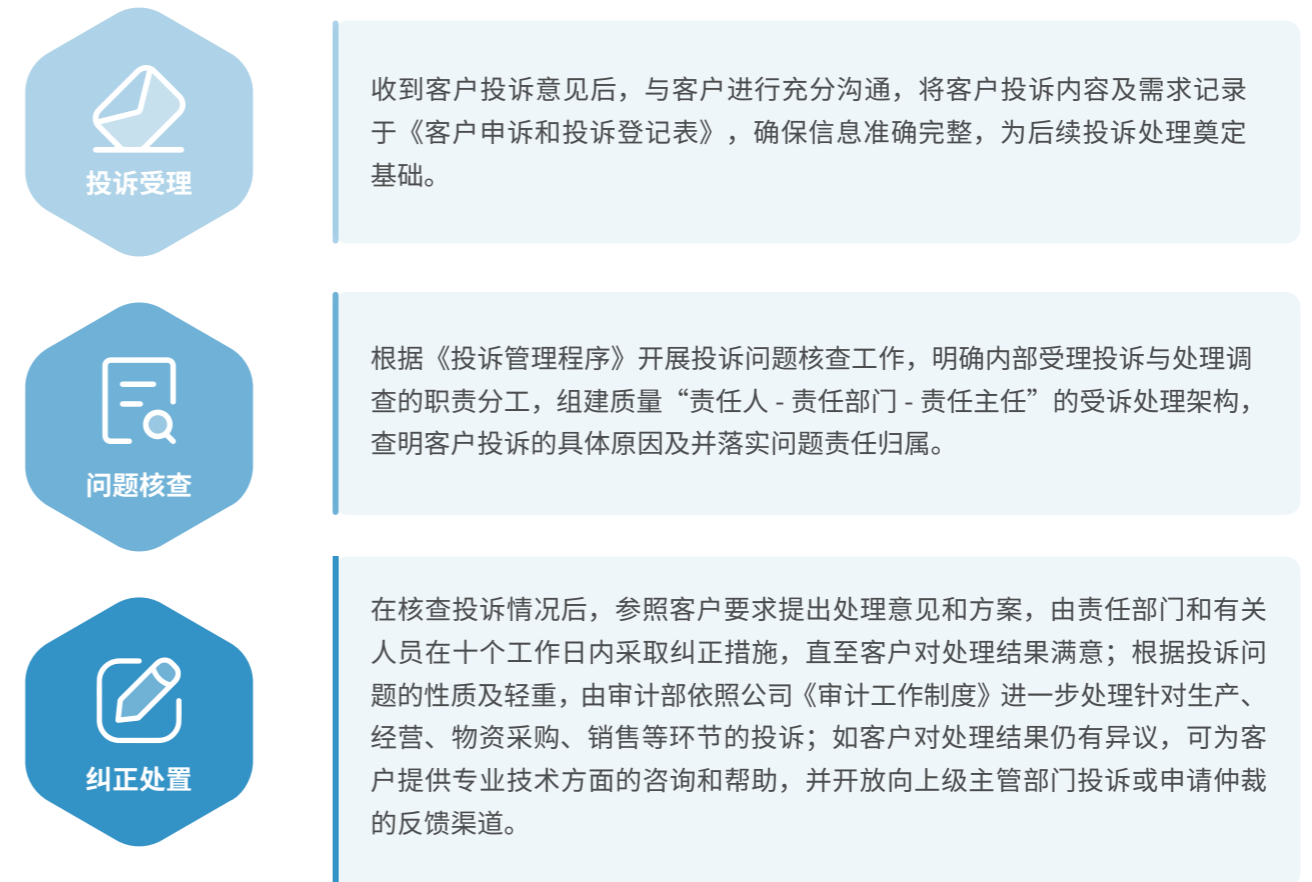 投诉受理
收到客户投诉意见后，与客户进行充分沟通，将客户投诉内容及需求记录
于《客户申诉和投诉登记表》，确保信息准确完整，为后续投诉处理奠定
基础。
问题核查
根据《投诉管理程序》开展投诉问题核查工作，明确内部受理投诉与处理调
查的职责分工，组建质量“责任人 - 责任部门 - 责任主任”的受诉处理架构，
查明客户投诉的具体原因及并落实问题责任归属。
纠正处置
在核查投诉情况后，参照客户要求提出处理意见和方案，由责任部门和有关
人员在十个工作日内采取纠正措施，直至客户对处理结果满意；根据投诉问
题的性质及轻重，由审计部依照公司《审计工作制度》进一步处理针对生产、
经营、物资采购、销售等环节的投诉；如客户对处理结果仍有异议，可为客
户提供专业技术方面的咨询和帮助，并开放向上级主管部门投诉或申请仲裁
的反馈渠道。